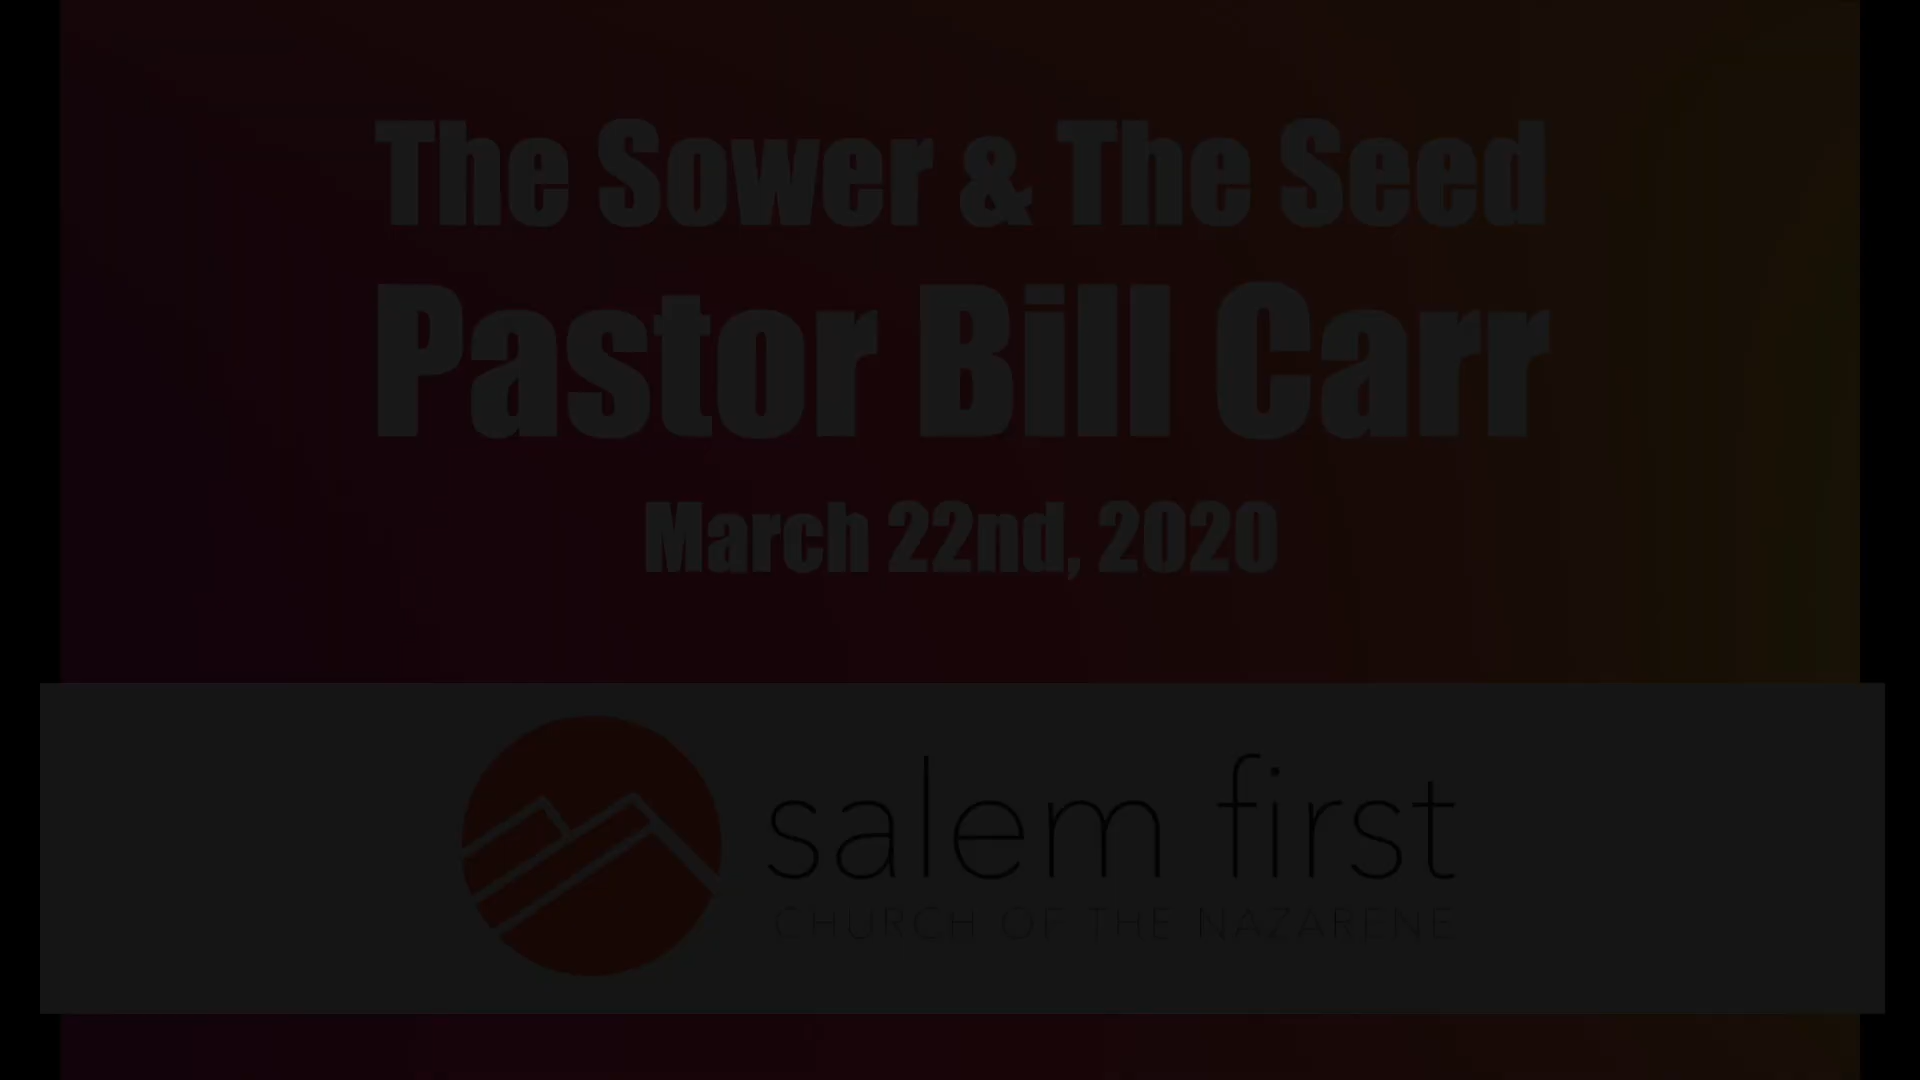 The Sower & The Seed
Pastor Bill Carr
March 22nd, 2020
salem first
CHURCH OF THE NAZARENE